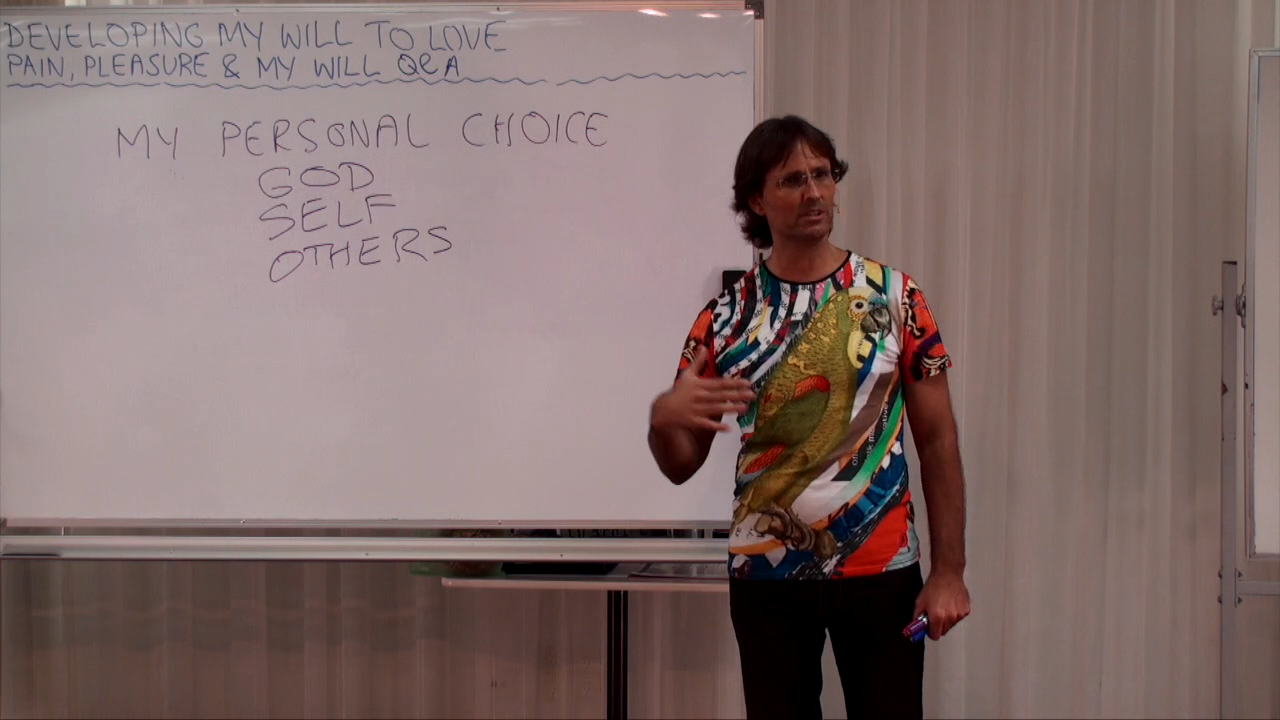 DEVELOPING MY WILL TO LOVE
PAIN, PLEASURE & MY WILL Q&A
MY PERSONAL CHOICE
GOD
SELF
OTHERS